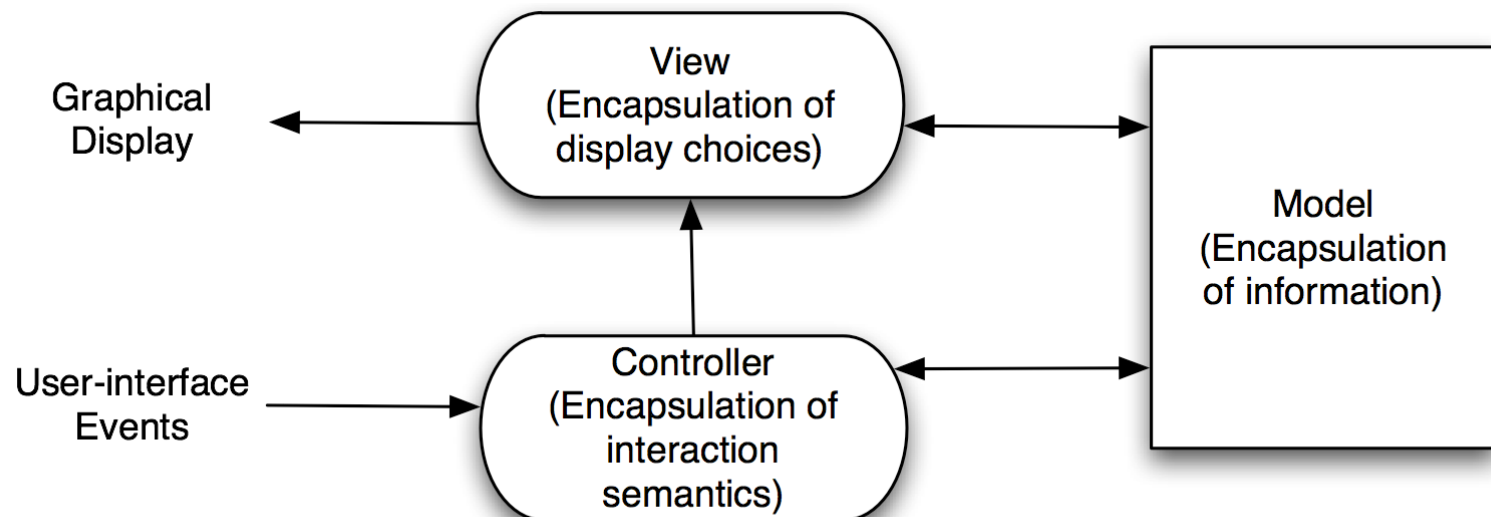 Graphical
Display
View
(Encapsulation of
display choices)
Model
(Encapsulation
of information)
User-interface
Events
Controller
(Encapsulation of
interaction
semantics)